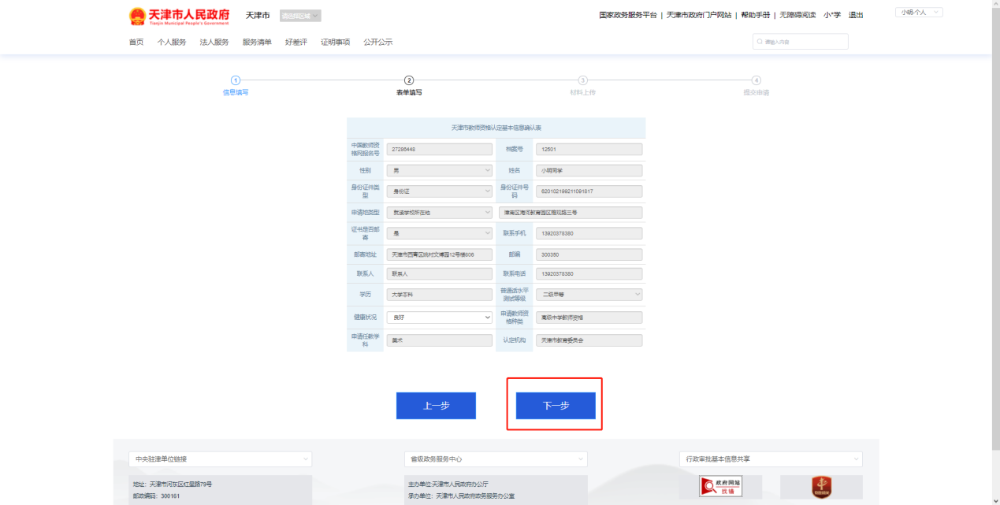 天津市人民政府
Tianjin Municipal People's Government
天津市
请选择区域
国家政务服务平台 | 天津市政府门户网站 | 帮助手册 | 无障碍阅读 小*学 退出
小明-个人
首页 个人服务 法人服务 服务清单 好差评 证明事项 公开公示
请输入内容
1 2 3 4
信息填写 表单填写 材料上传 提交申请
天津市教师资格认定基本信息确认表
中国教师资格网报名号 27286448 档案号 12501
性别 男 姓名 小明同学
身份证件类型 身份证 身份证件号码 620102199211091817
申请地类型 就读学校所在地 津南区海河教育园区雅观路三号
证书是否邮寄 是 联系手机 13920378380
邮寄地址 天津市西青区姚村文博园12号楼606 邮编 300350
联系人 联系人 联系电话 13920378380
学历 大学本科 普通话水平测试等级 二级甲等
健康状况 良好 申请教师资格种类 高级中学教师资格
申请任教学科 美术 认定机构 天津市教育委员会
上一步 下一步
中央驻津单位链接 省级政务服务中心 行政审批基本信息共享
地址：天津市河东区红星路79号
邮政编码：300161
主办单位:天津市人民政府办公厅
承办单位：天津市人民政府政务服务办公室
政府网站
找错